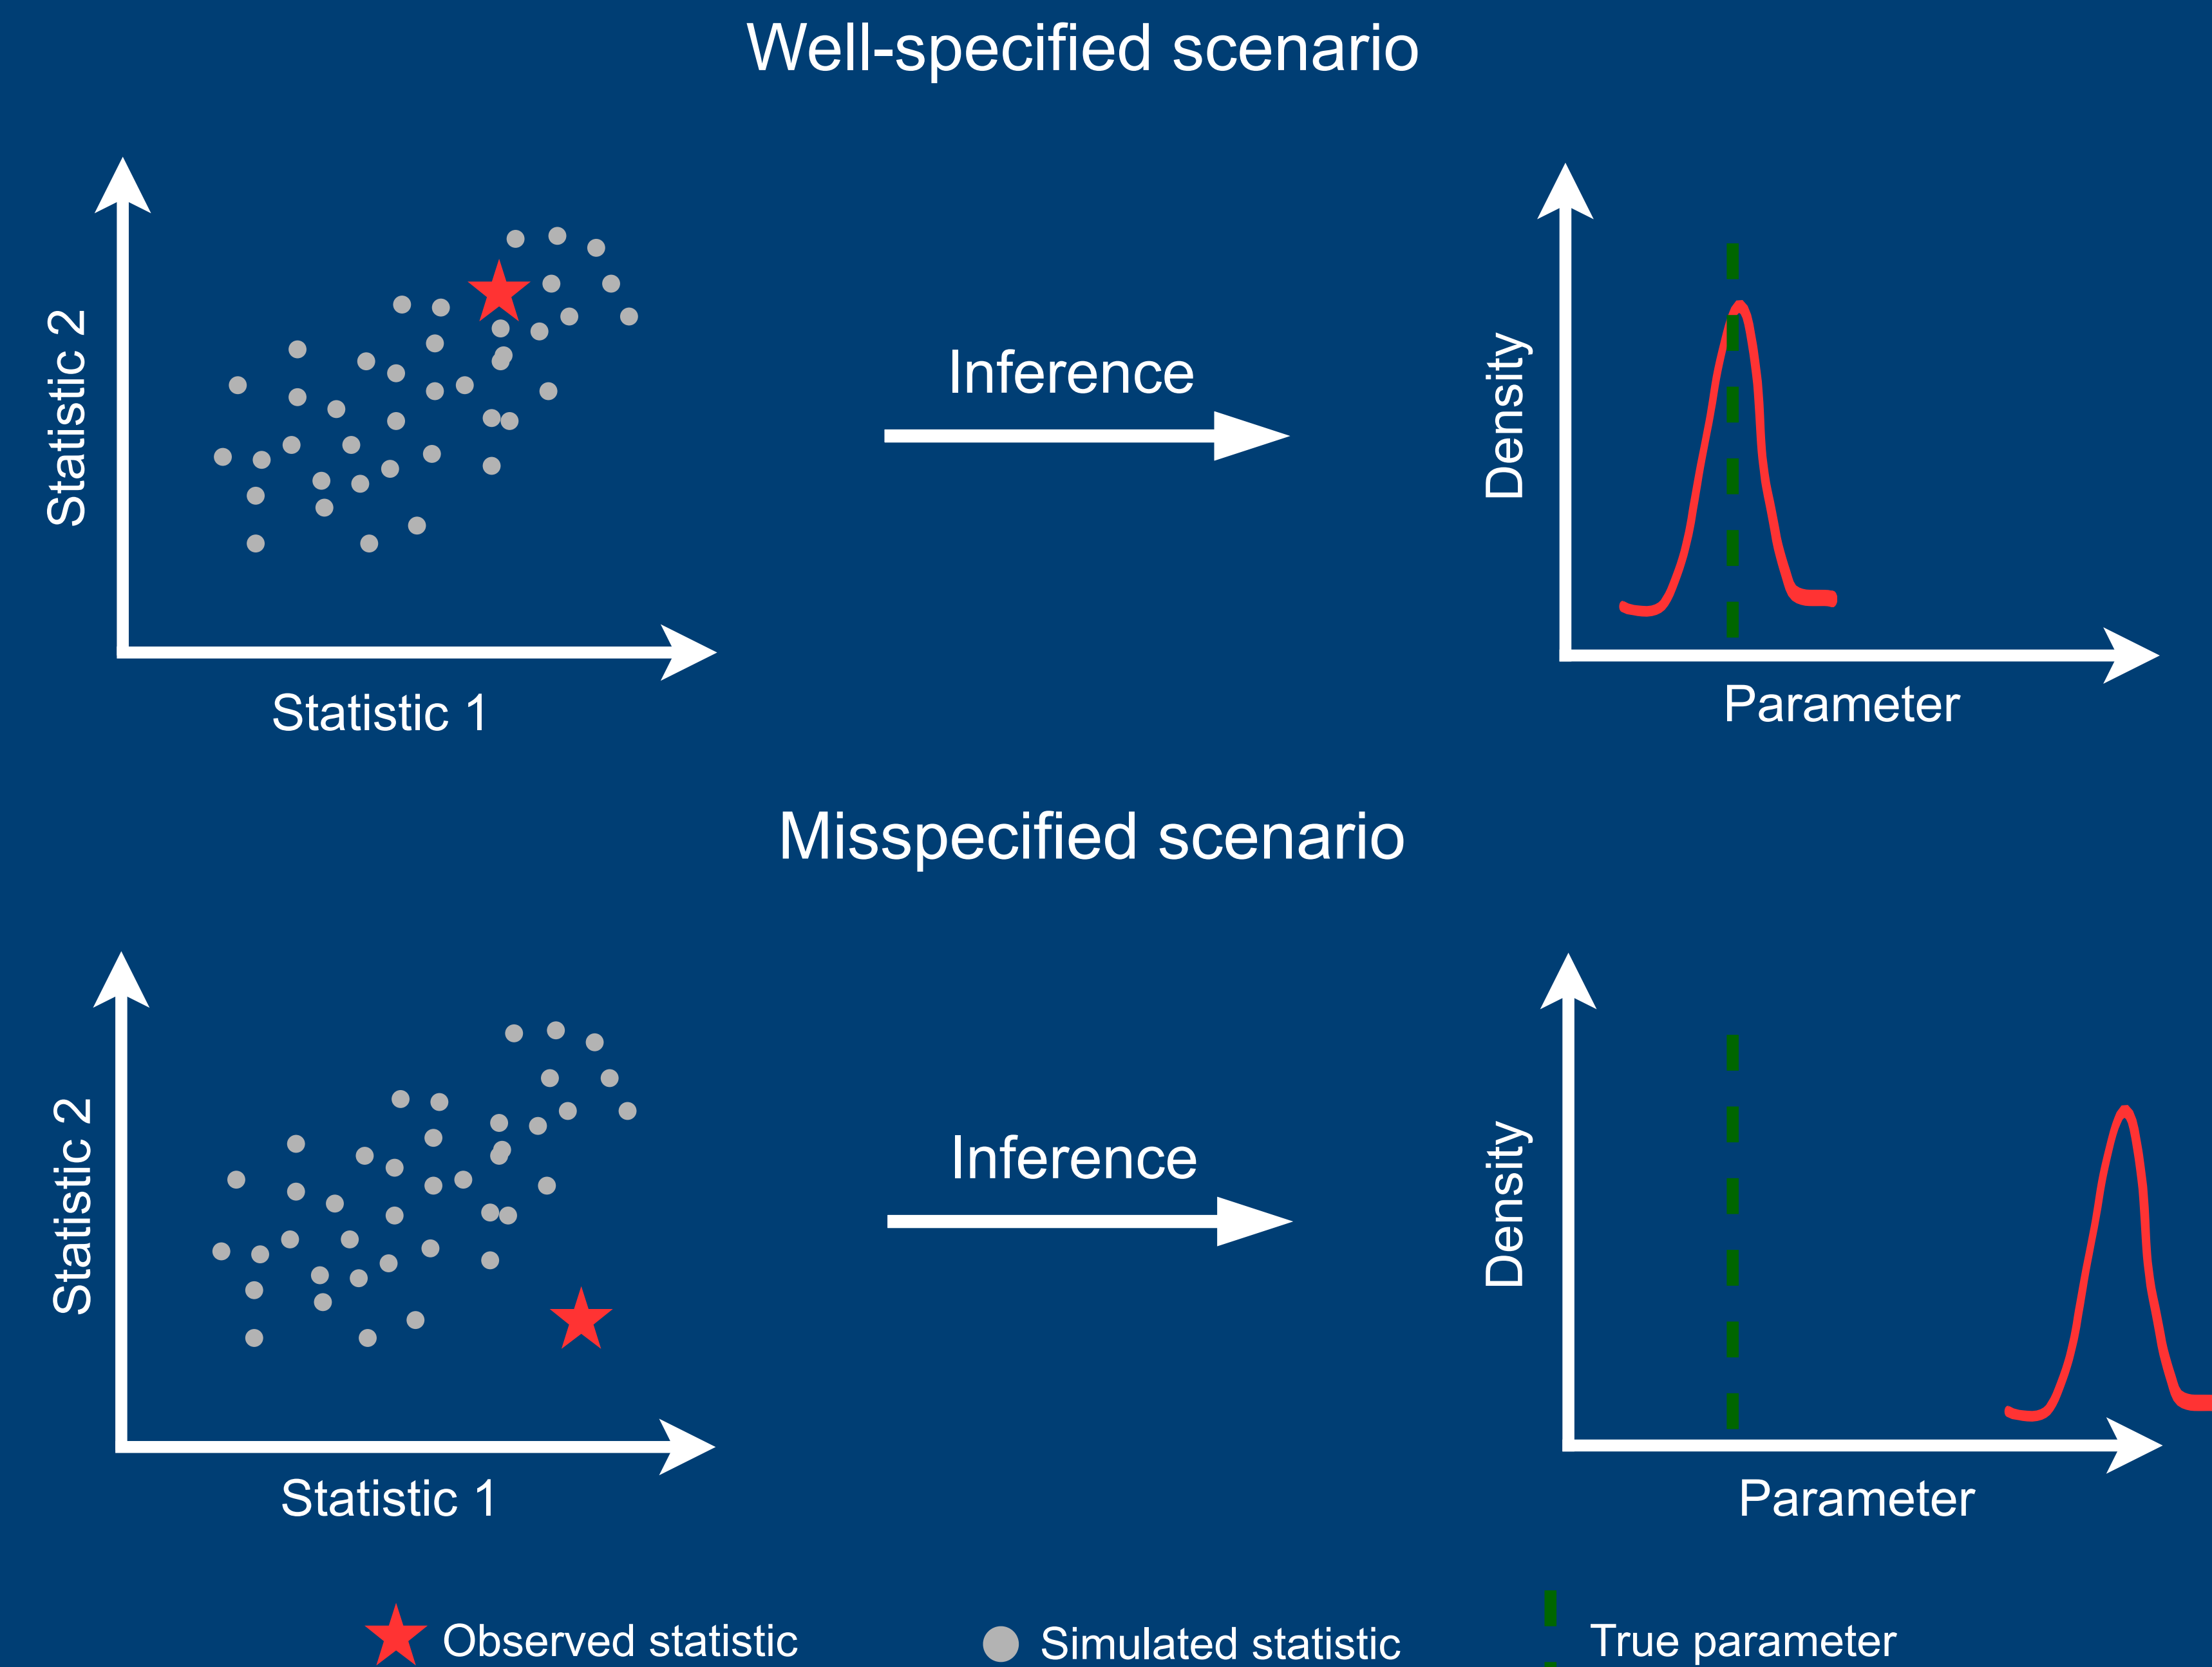 Well-specified scenario
Statistic 2
Statistic 1
Inference
Density
Parameter
Misspecified scenario
Statistic 2
Statistic 1
Inference
Density
Parameter
Observed statistic
Simulated statistic
True parameter